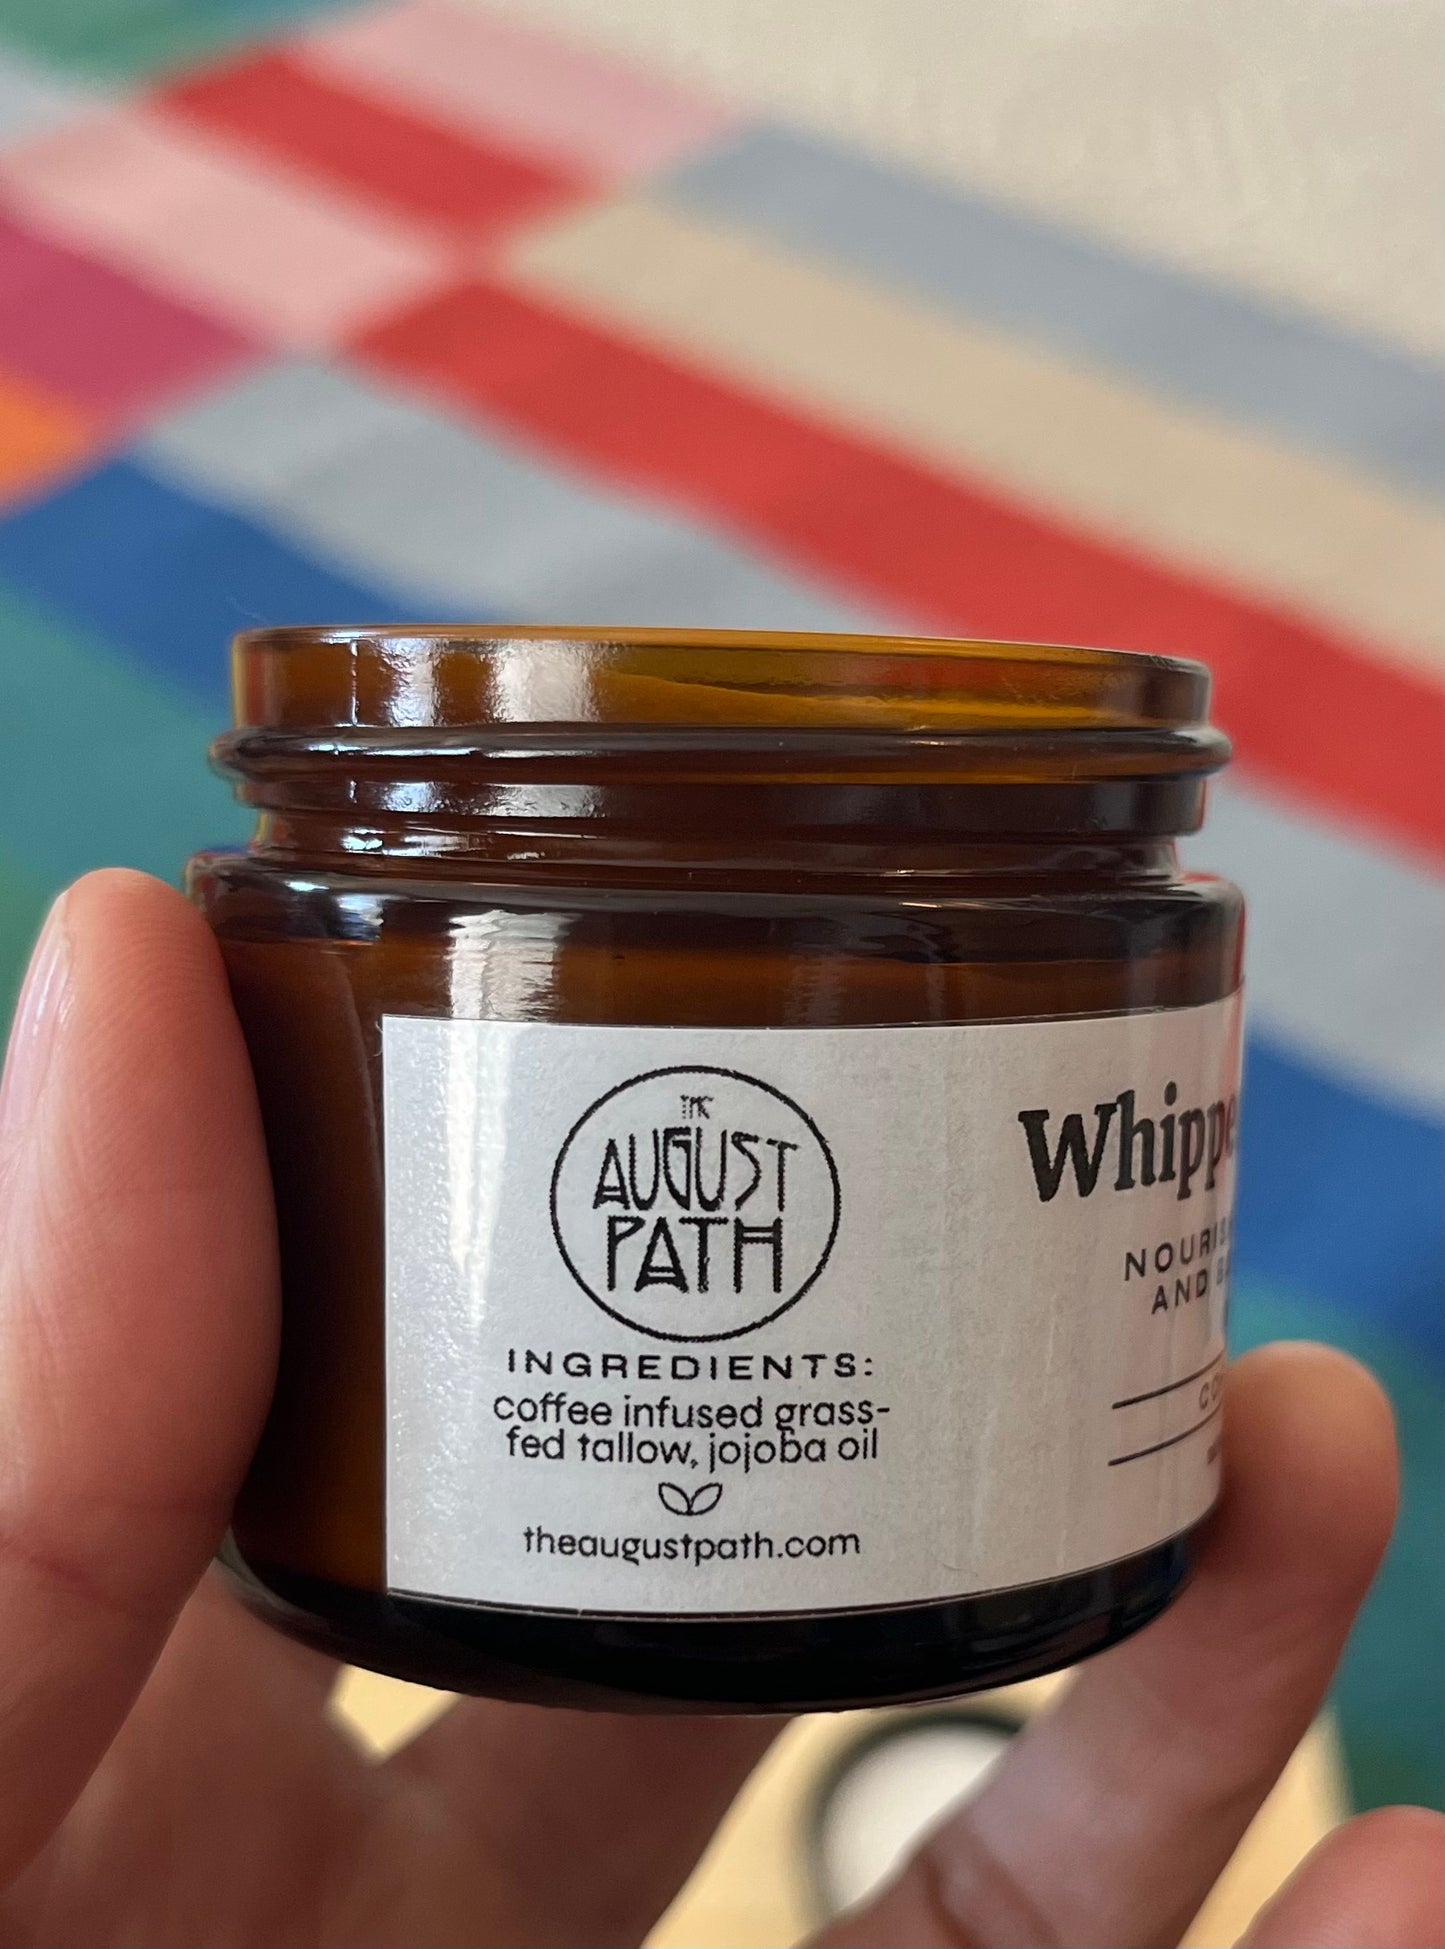 THE
AUGUST
PATH
INGREDIENTS:
coffee infused grass-
fed tallow, jojoba oil
theaugustpath.com
Whippe
NOURIS
AND